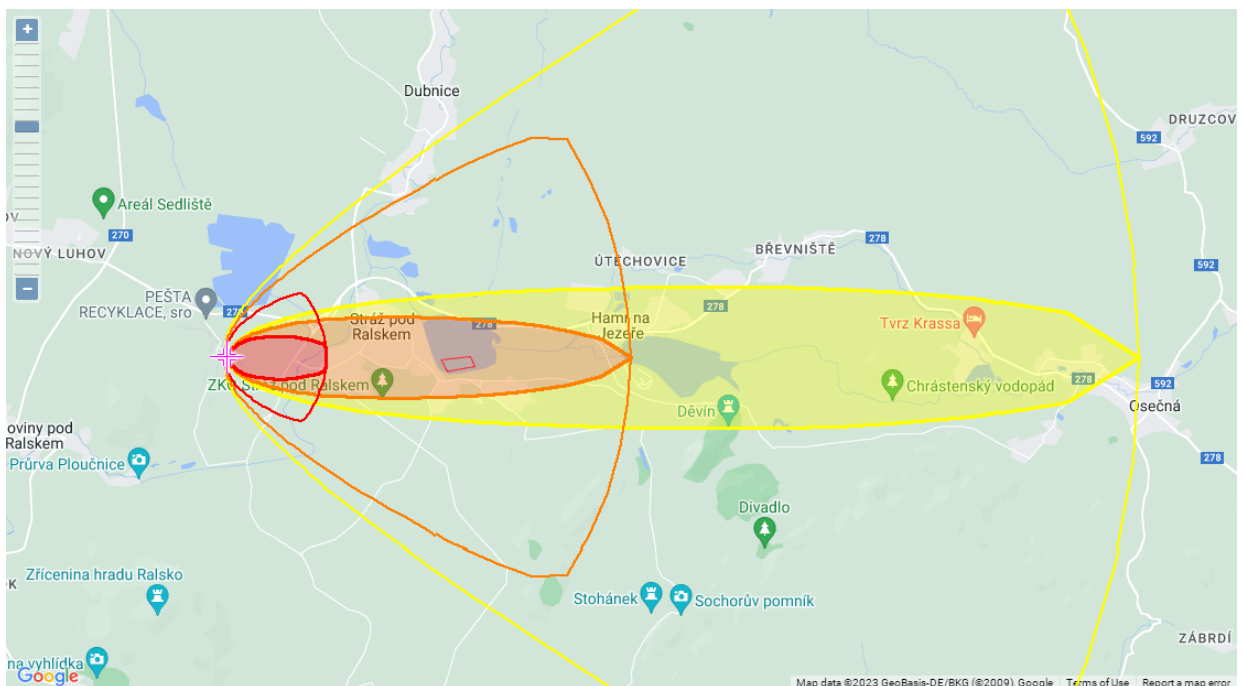 Dubnice
DRUZCOV
592
Areál Sedliště
270
NOVÝ LUHOV
BŘEVNIŠTĚ
278
ÚTĚCHOVICE
592
PEŠTA
RECYKLACE, sro
Stráž pod
Ralskem
278
278
Hamr na
Jezeře
Tvrz Krassa
Stráž pod Ralskem
Chrástenský vodopád
278
592
Osečná
Děvín
oviny pod
Ralskem
Průrva Ploučnice
278
Divadlo
Zřícenina hradu Ralsko
OK
Stohánek
Sochorův pomník
ZÁBRDÍ
na vyhlídka
Google
Map data ©2023 GeoBasis-DE/BKG (©2009), Google
Terms of Use
Report a map error